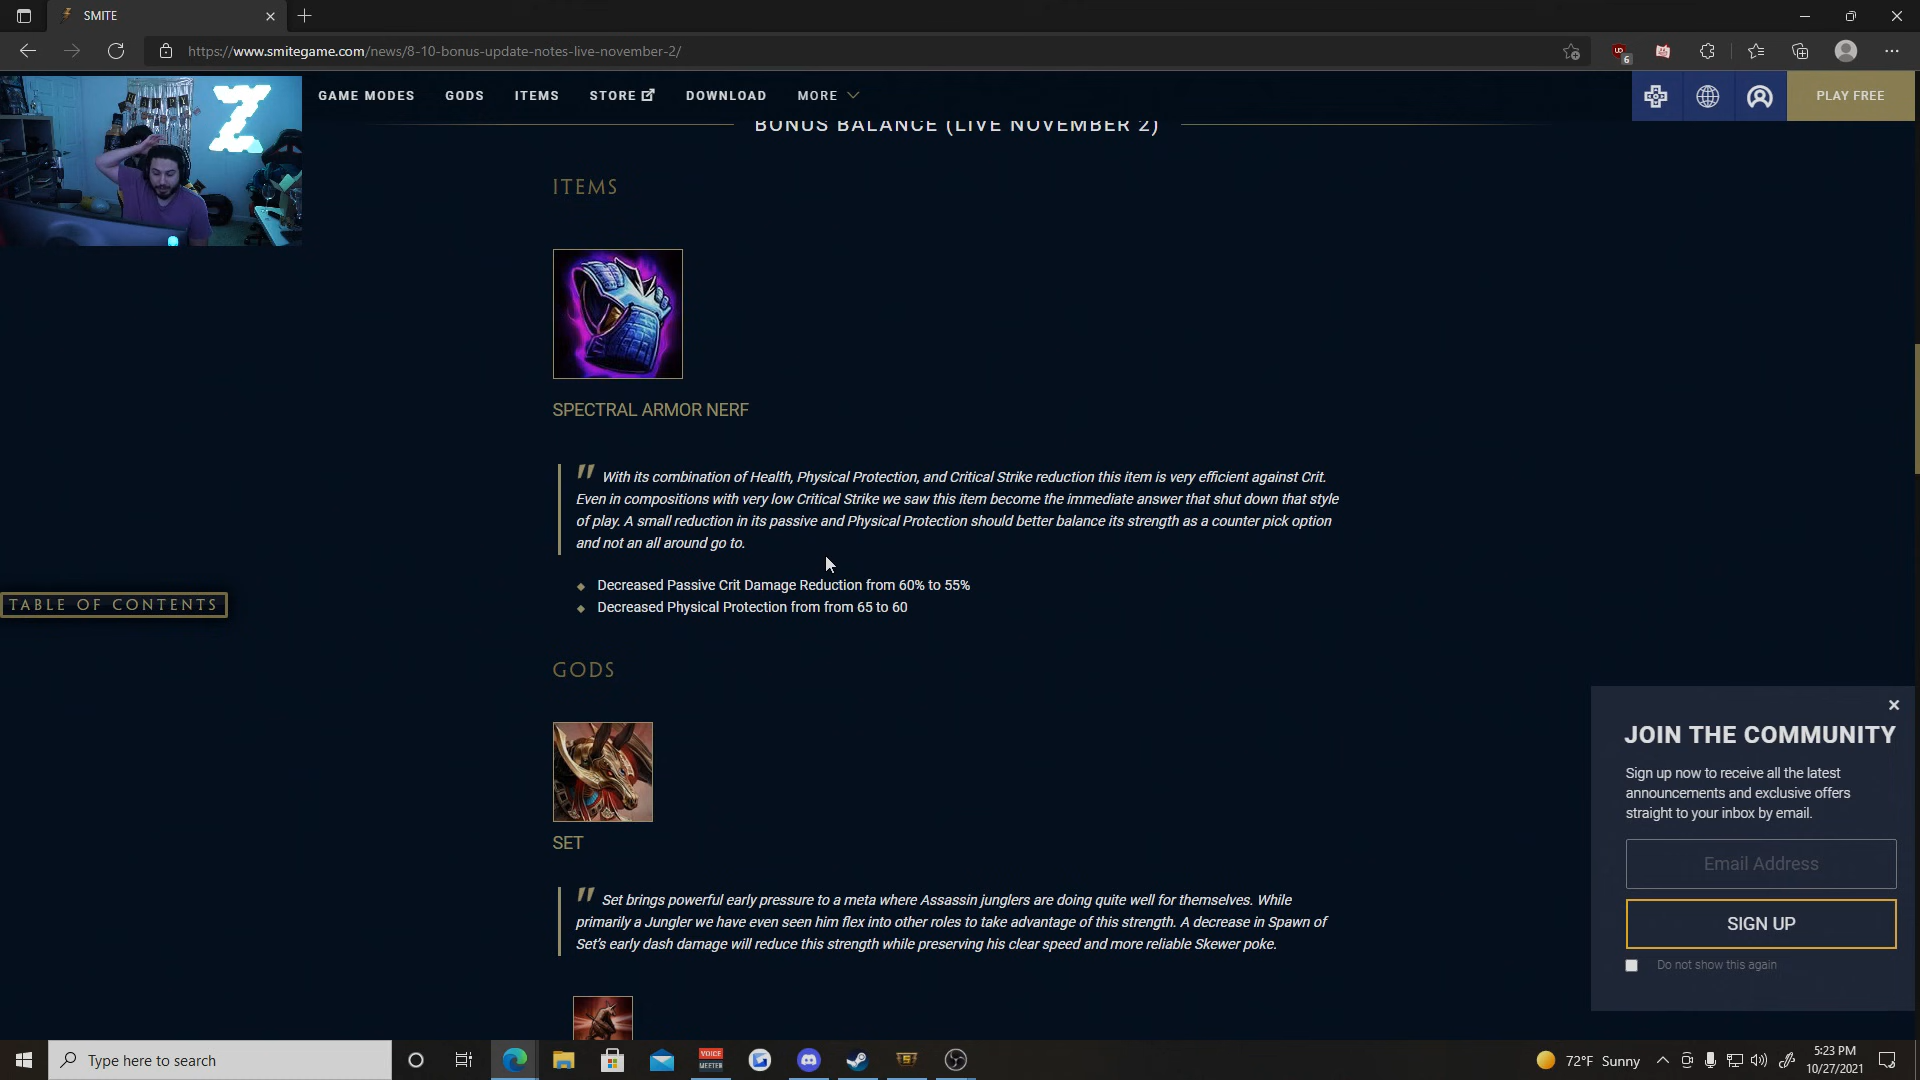 SMITE
https://www.smitegame.com/news/8-10-bonus-update-notes-live-november-2/
6
GAME MODES
GODS
ITEMS
STORE
DOWNLOAD
MORE
PLAY FREE
BONUS BALANCE (LIVE NOVEMBER 2)
Z
ITEMS
SPECTRAL ARMOR NERF
With its combination of Health, Physical Protection, and Critical Strike reduction this item is very efficient against Crit.
Even in compositions with very low Critical Strike we saw this item become the immediate answer that shut down that style
of play. A small reduction in its passive and Physical Protection should better balance its strength as a counter pick option
and not an all around go to.
Decreased Passive Crit Damage Reduction from 60% to 55%
Decreased Physical Protection from from 65 to 60
TABLE OF CONTENTS
GODS
SET
Set brings powerful early pressure to a meta where Assassin junglers are doing quite well for themselves. While
primarily a Jungler we have even seen him flex into other roles to take advantage of this strength. A decrease in Spawn of
Set's early dash damage will reduce this strength while preserving his clear speed and more reliable Skewer poke.
JOIN THE COMMUNITY
Sign up now to receive all the latest
announcements and exclusive offers
straight to your inbox by email.
Email Address
SIGN UP
Do not show this again
Type here to search
VOICE
MEETER
72°F Sunny
5:23 PM
10/27/2021